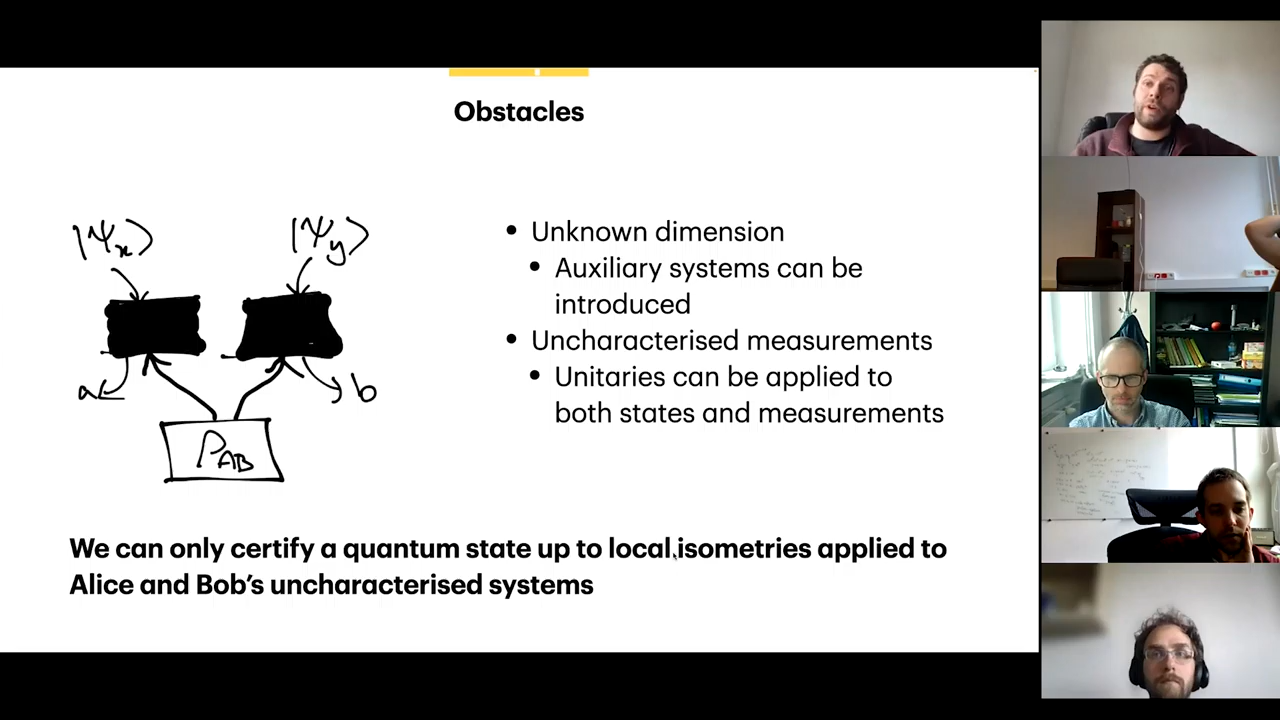 Obstacles
|Ψx⟩
|Ψy⟩
a
b
ρAB
• Unknown dimension
• Auxiliary systems can be
introduced
• Uncharacterised measurements
• Unitaries can be applied to
both states and measurements
We can only certify a quantum state up to local isometries applied to
Alice and Bob’s uncharacterised systems